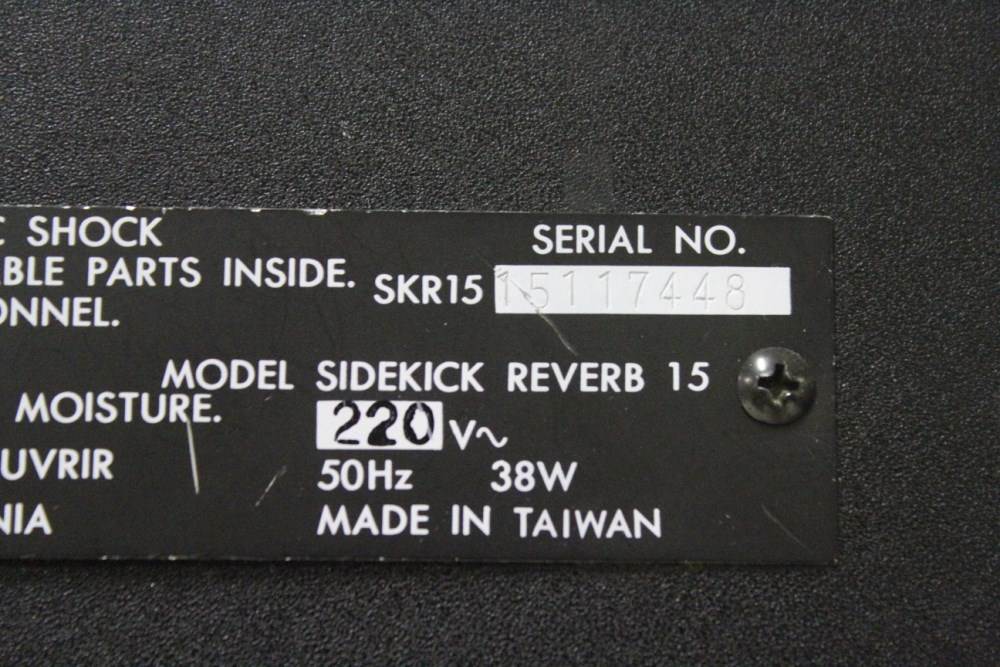 C SHOCK
SERIAL NO.
BLE PARTS INSIDE.
SKR15 15117448
ONNEL.
MODEL SIDEKICK REVERB 15
MOISTURE.
220 V~
UVRIR
50Hz 38W
NIA
MADE IN TAIWAN